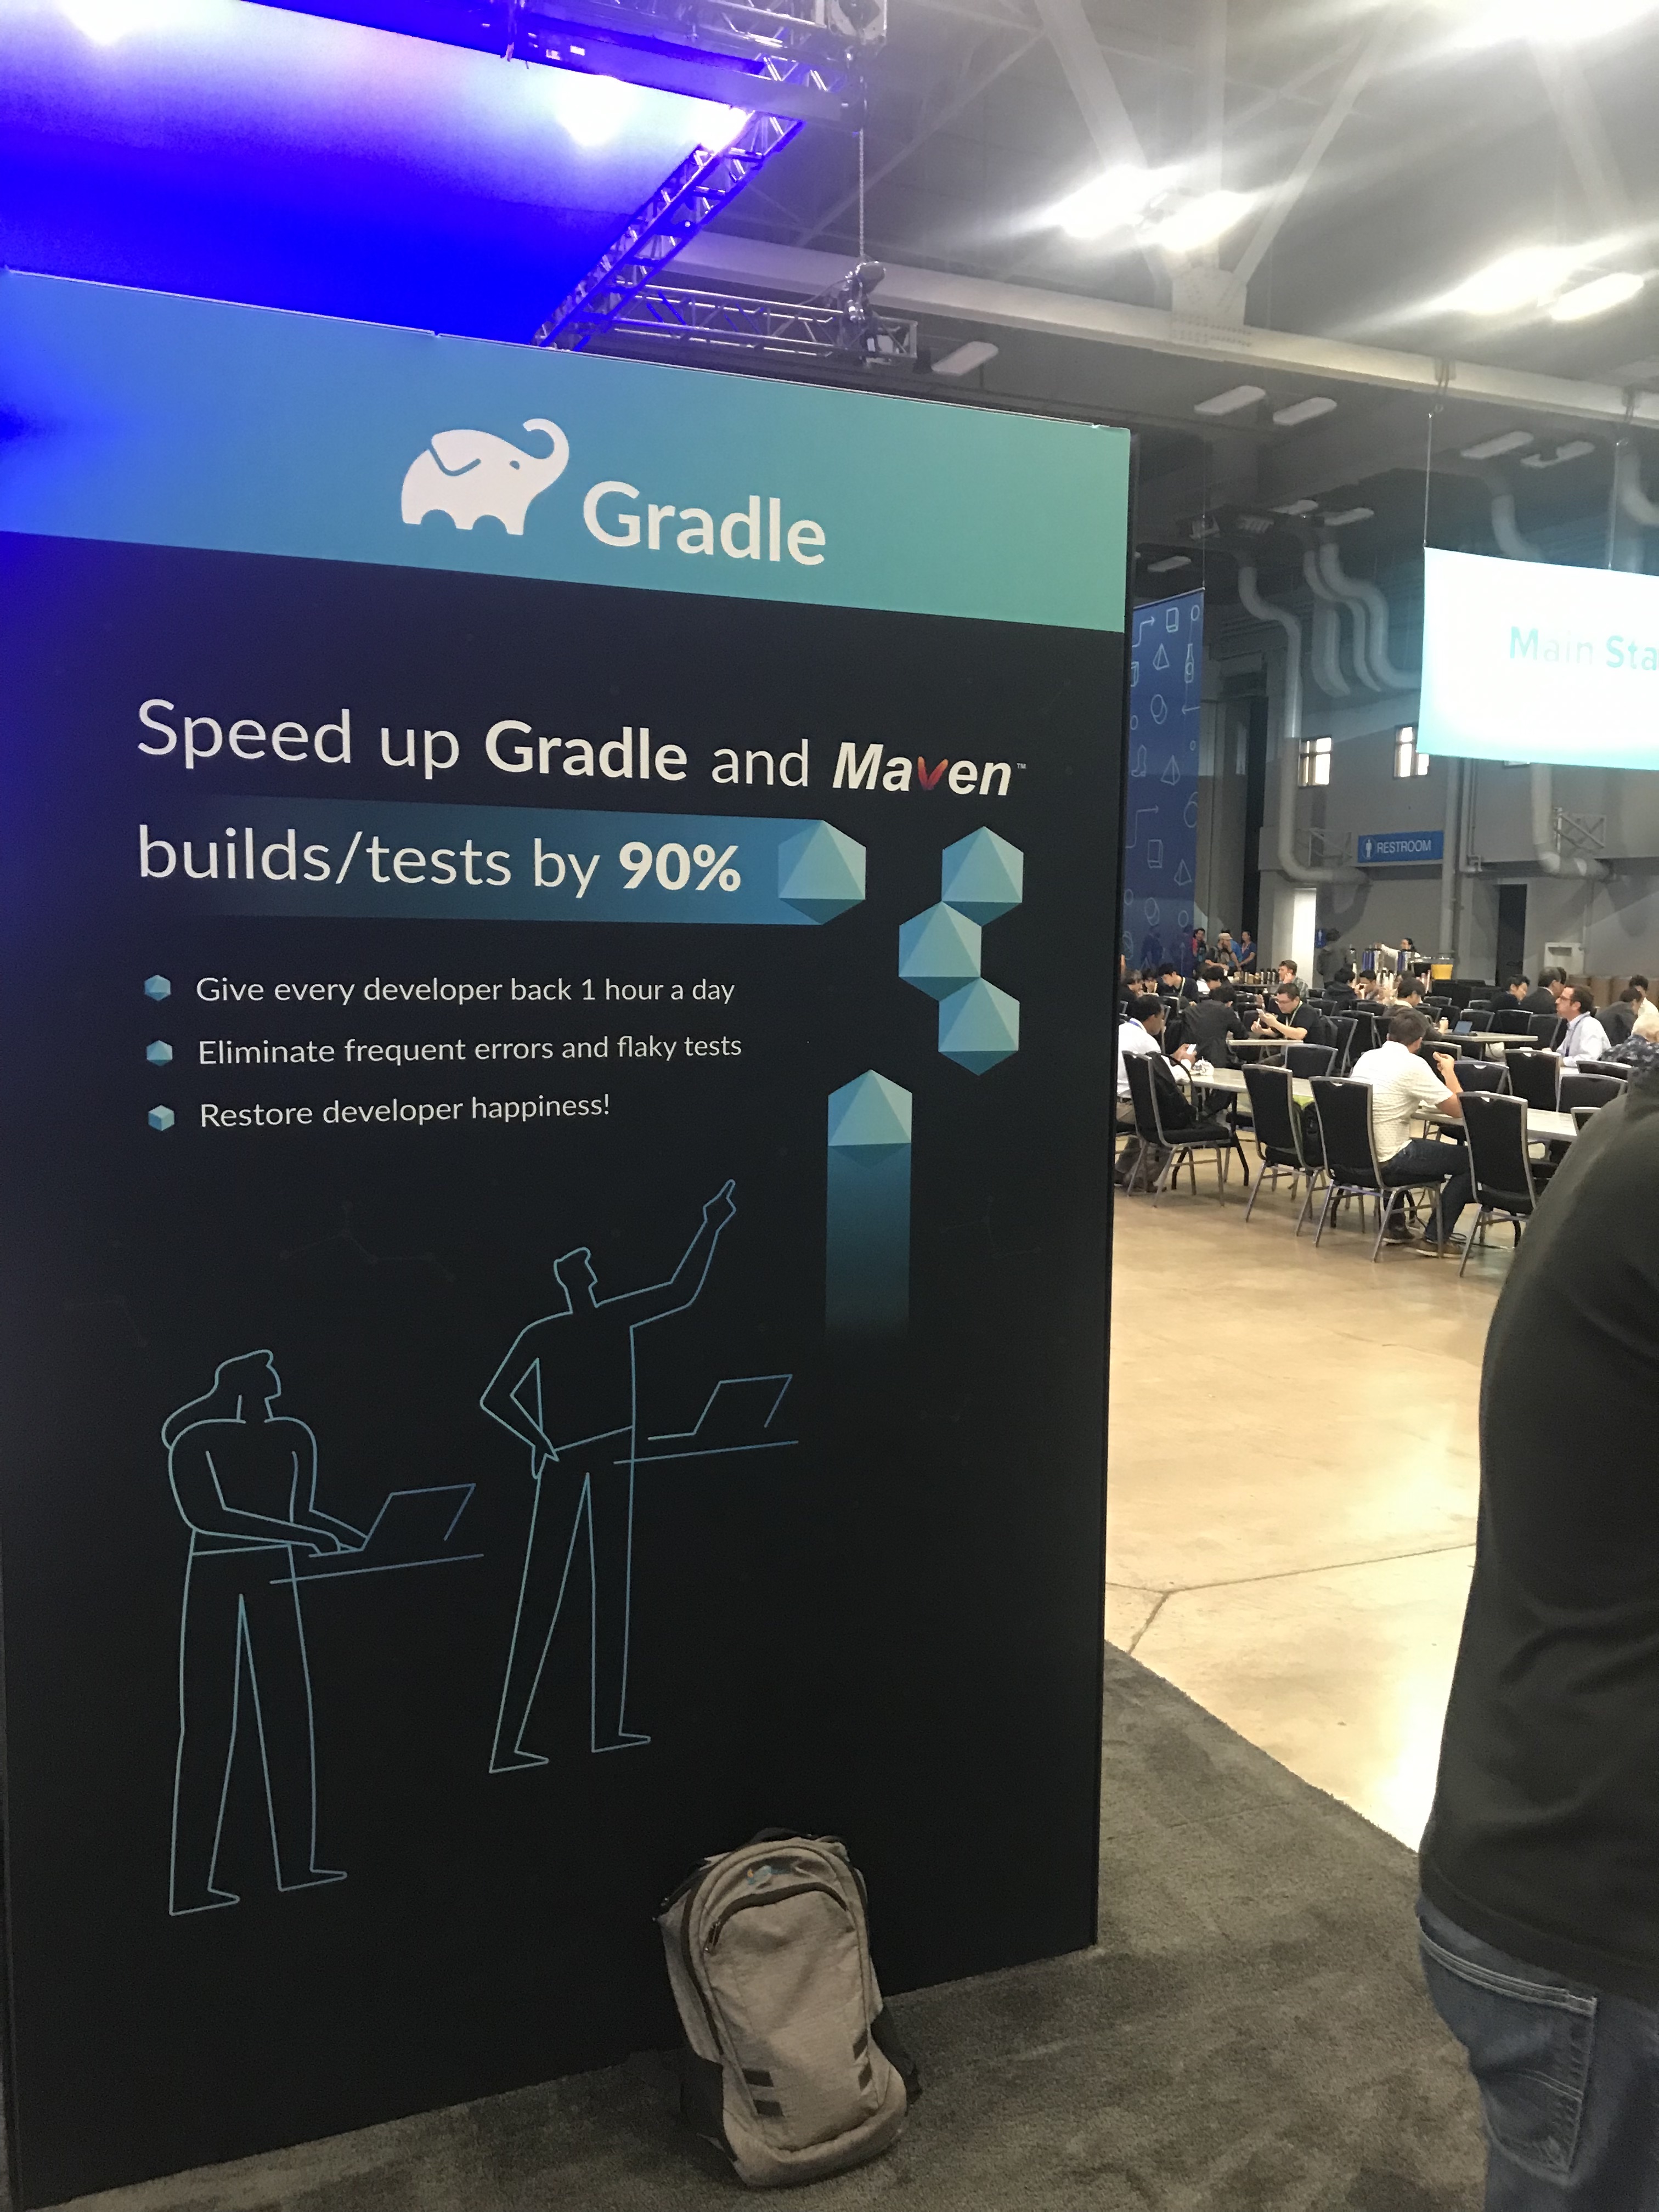 Gradle
Speed up Gradle and Maven™
builds/tests by 90%
Give every developer back 1 hour a day
Eliminate frequent errors and flaky tests
Restore developer happiness!
Main Sta
RESTROOM